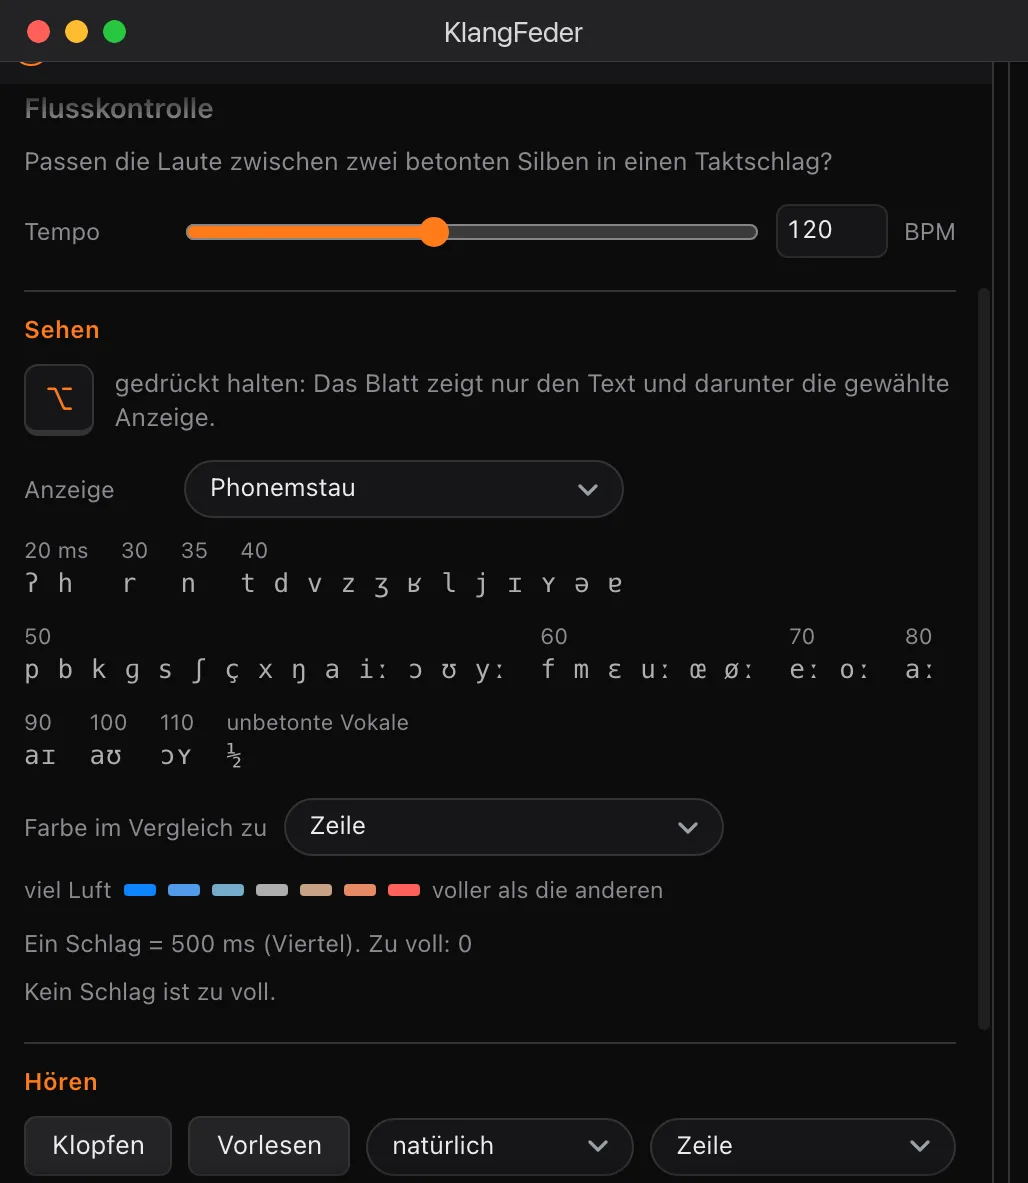 KlangFeder
Flusskontrolle
Passen die Laute zwischen zwei betonten Silben in einen Taktschlag?
Tempo 120 BPM
Sehen
⌥ gedrückt halten: Das Blatt zeigt nur den Text und darunter die gewählte
Anzeige.
Anzeige Phonemstau
20 ms 30 35 40
ʔ h r n t d v z ʒ ʁ l j ɪ ʏ ə ɐ
50 60 70 80
p b k ɡ s ʃ ç x ŋ a iː ɔ ʊ yː f m ɛ uː œ øː eː oː aː
90 100 110 unbetonte Vokale
aɪ aʊ ɔʏ ½
Farbe im Vergleich zu Zeile
viel Luft voller als die anderen
Ein Schlag = 500 ms (Viertel). Zu voll: 0
Kein Schlag ist zu voll.
Hören
Klopfen Vorlesen natürlich Zeile